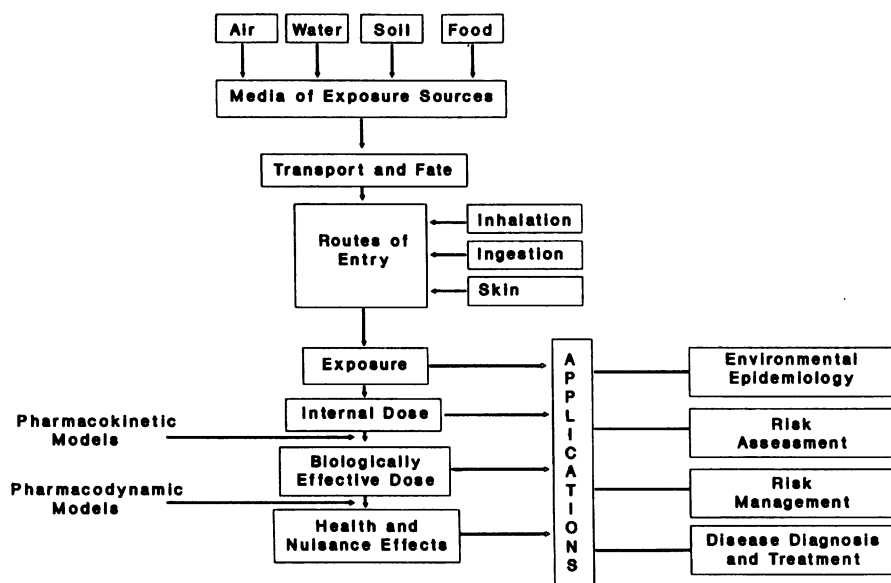 Air
Water
Soil
Food
Media of Exposure Sources
Transport and Fate
Routes of
Entry
Inhalation
Ingestion
Skin
Exposure
Internal Dose
Pharmacokinetic
Models
Biologically
Effective Dose
Pharmacodynamic
Models
Health and
Nuisance Effects
APPLICATIONS
Environmental
Epidemiology
Risk
Assessment
Risk
Management
Disease Diagnosis
and Treatment